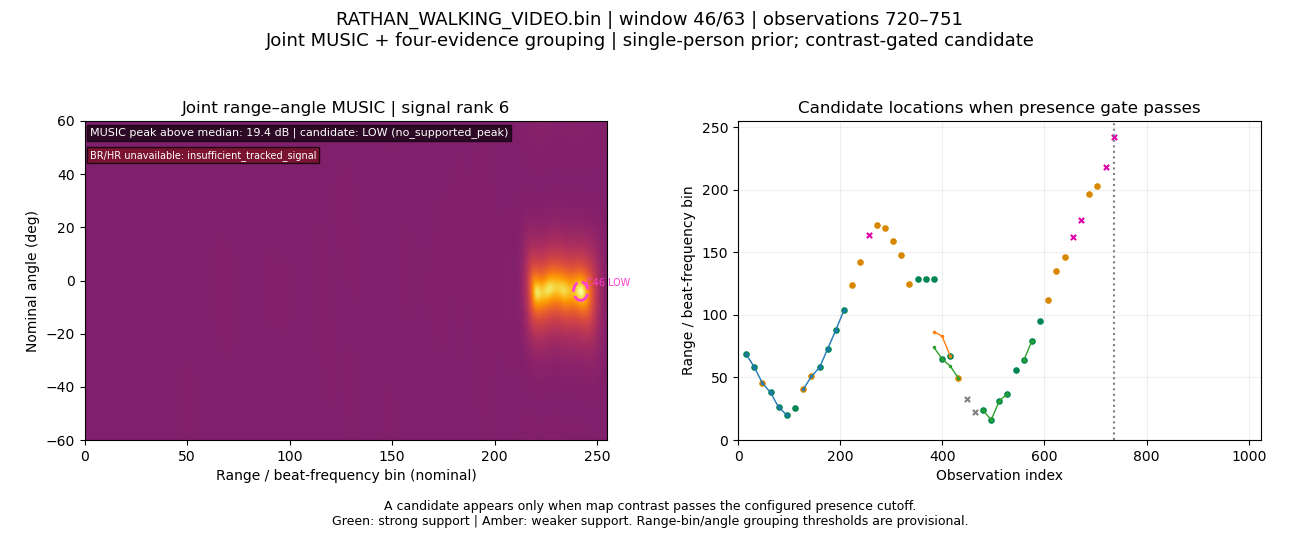 RATHAN_WALKING_VIDEO.bin | window 46/63 | observations 720–751
Joint MUSIC + four-evidence grouping | single-person prior; contrast-gated candidate
Joint range–angle MUSIC | signal rank 6
MUSIC peak above median: 19.4 dB | candidate: LOW (no_supported_peak)
BR/HR unavailable: insufficient_tracked_signal
46 LOW
Nominal angle (deg)
60
40
20
0
−20
−40
−60
0
50
100
150
200
250
Range / beat-frequency bin (nominal)
Candidate locations when presence gate passes
Range / beat-frequency bin
250
200
150
100
50
0
0
200
400
600
800
1000
Observation index
A candidate appears only when map contrast passes the configured presence cutoff.
Green: strong support | Amber: weaker support. Range-bin/angle grouping thresholds are provisional.